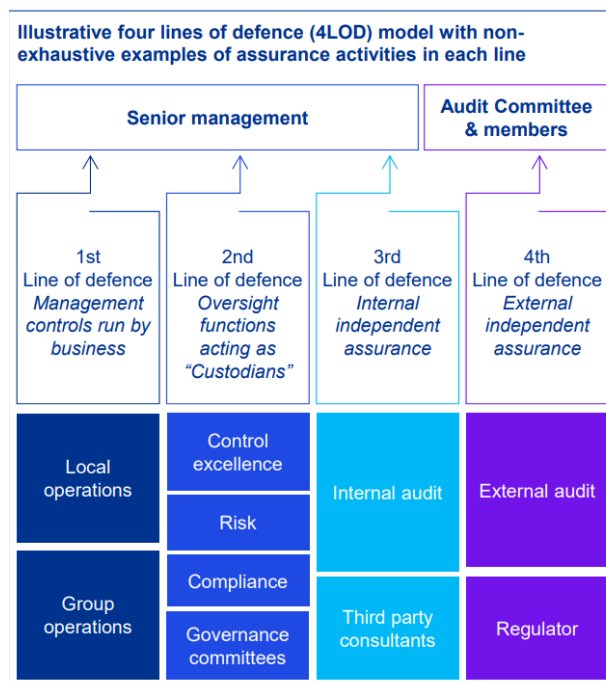 Illustrative four lines of defence (4LOD) model with non-
exhaustive examples of assurance activities in each line
Senior management
Audit Committee
& members
1st
Line of defence
Management
controls run by
business
2nd
Line of defence
Oversight
functions
acting as
“Custodians”
3rd
Line of defence
Internal
independent
assurance
4th
Line of defence
External
independent
assurance
Local
operations
Group
operations
Control
excellence
Risk
Compliance
Governance
committees
Internal audit
Third party
consultants
External audit
Regulator